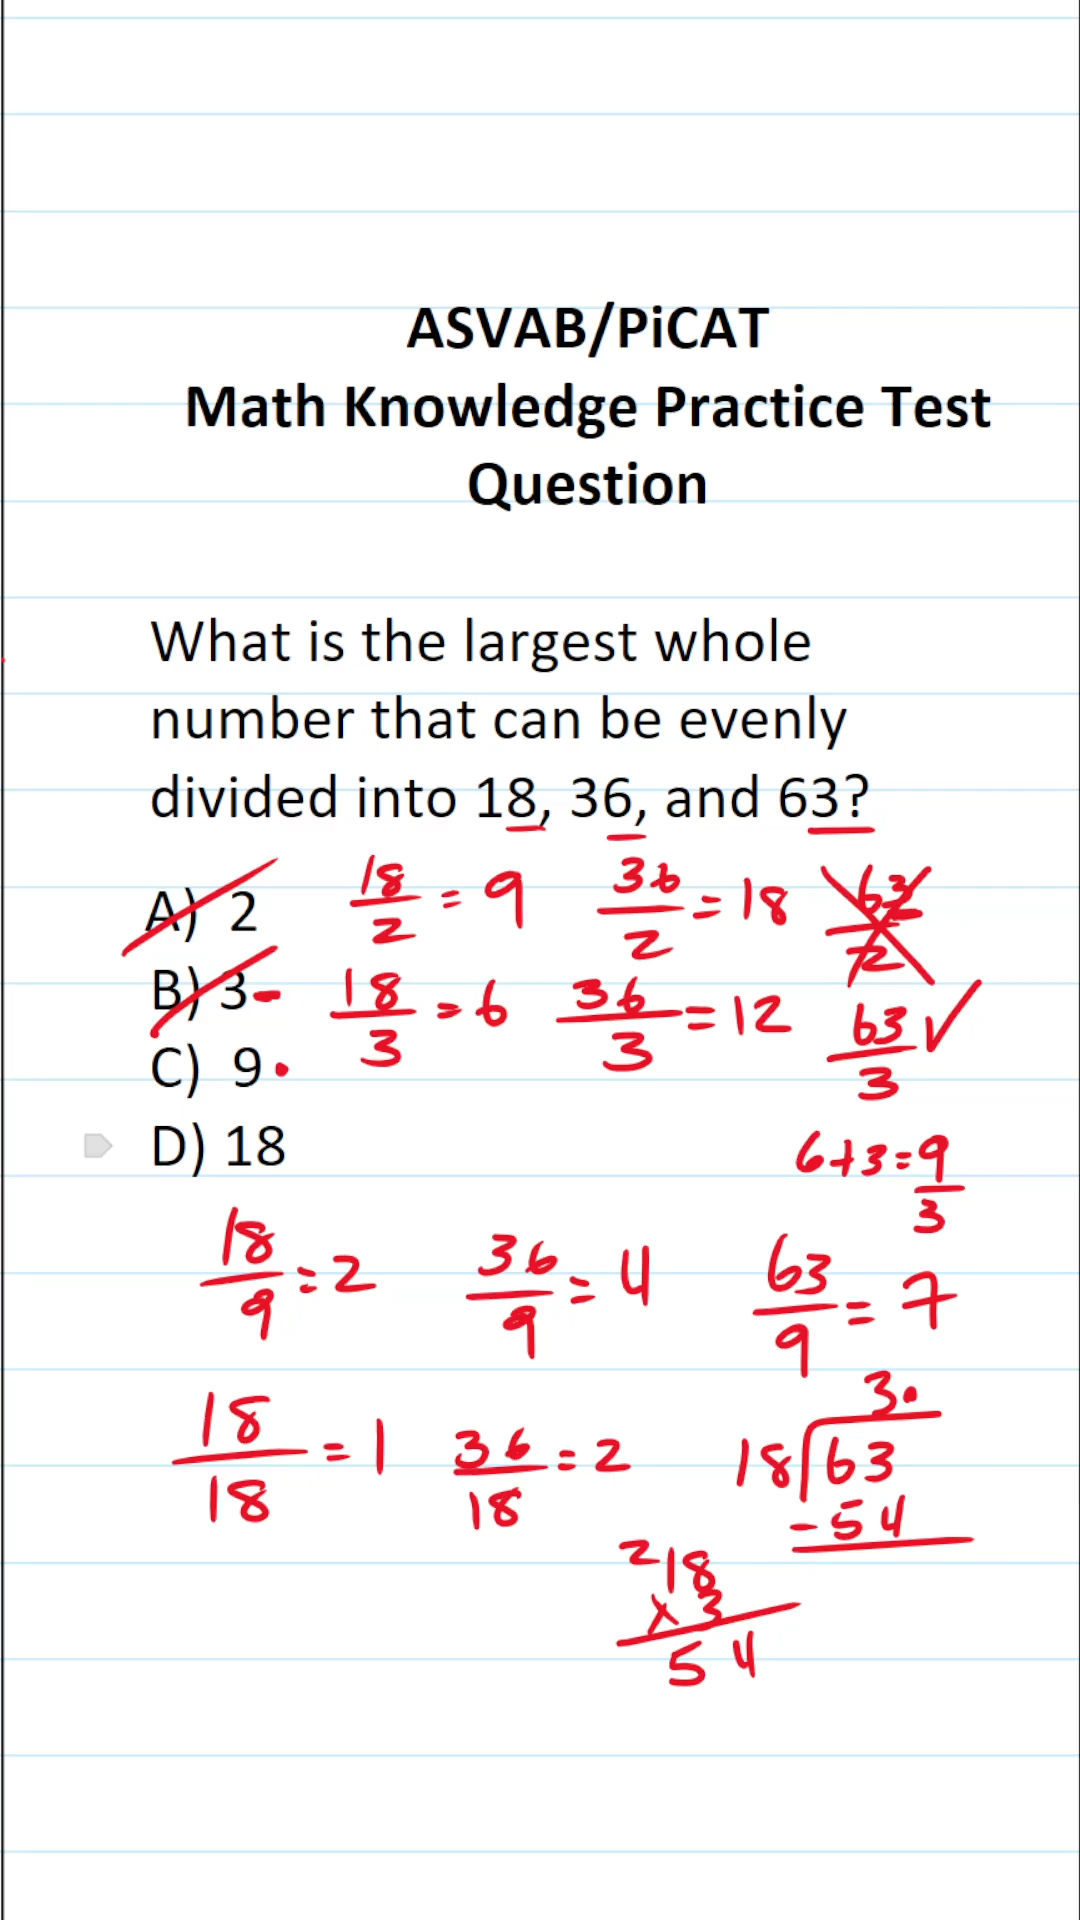 ASVAB/PiCAT
Math Knowledge Practice Test
Question
What is the largest whole
number that can be evenly
divided into 18, 36, and 63?
A) 2
18/2 = 9
36/2 = 18
63/2
B) 3
18/3 = 6
36/3 = 12
63/3 ✓
C) 9
D) 18
6+3=9/3
18/9 = 2
36/9 = 4
63/9 = 7
18/18 = 1
36/18 = 2
3.
18)63
-54
2
18
x3
54